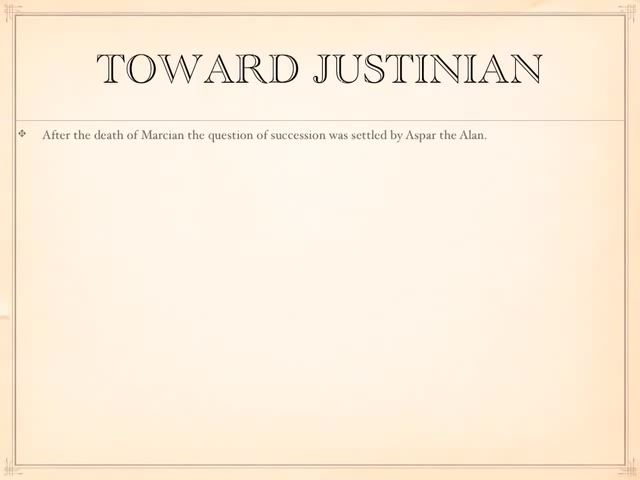 TOWARD JUSTINIAN
After the death of Marcian the question of succession was settled by Aspar the Alan.